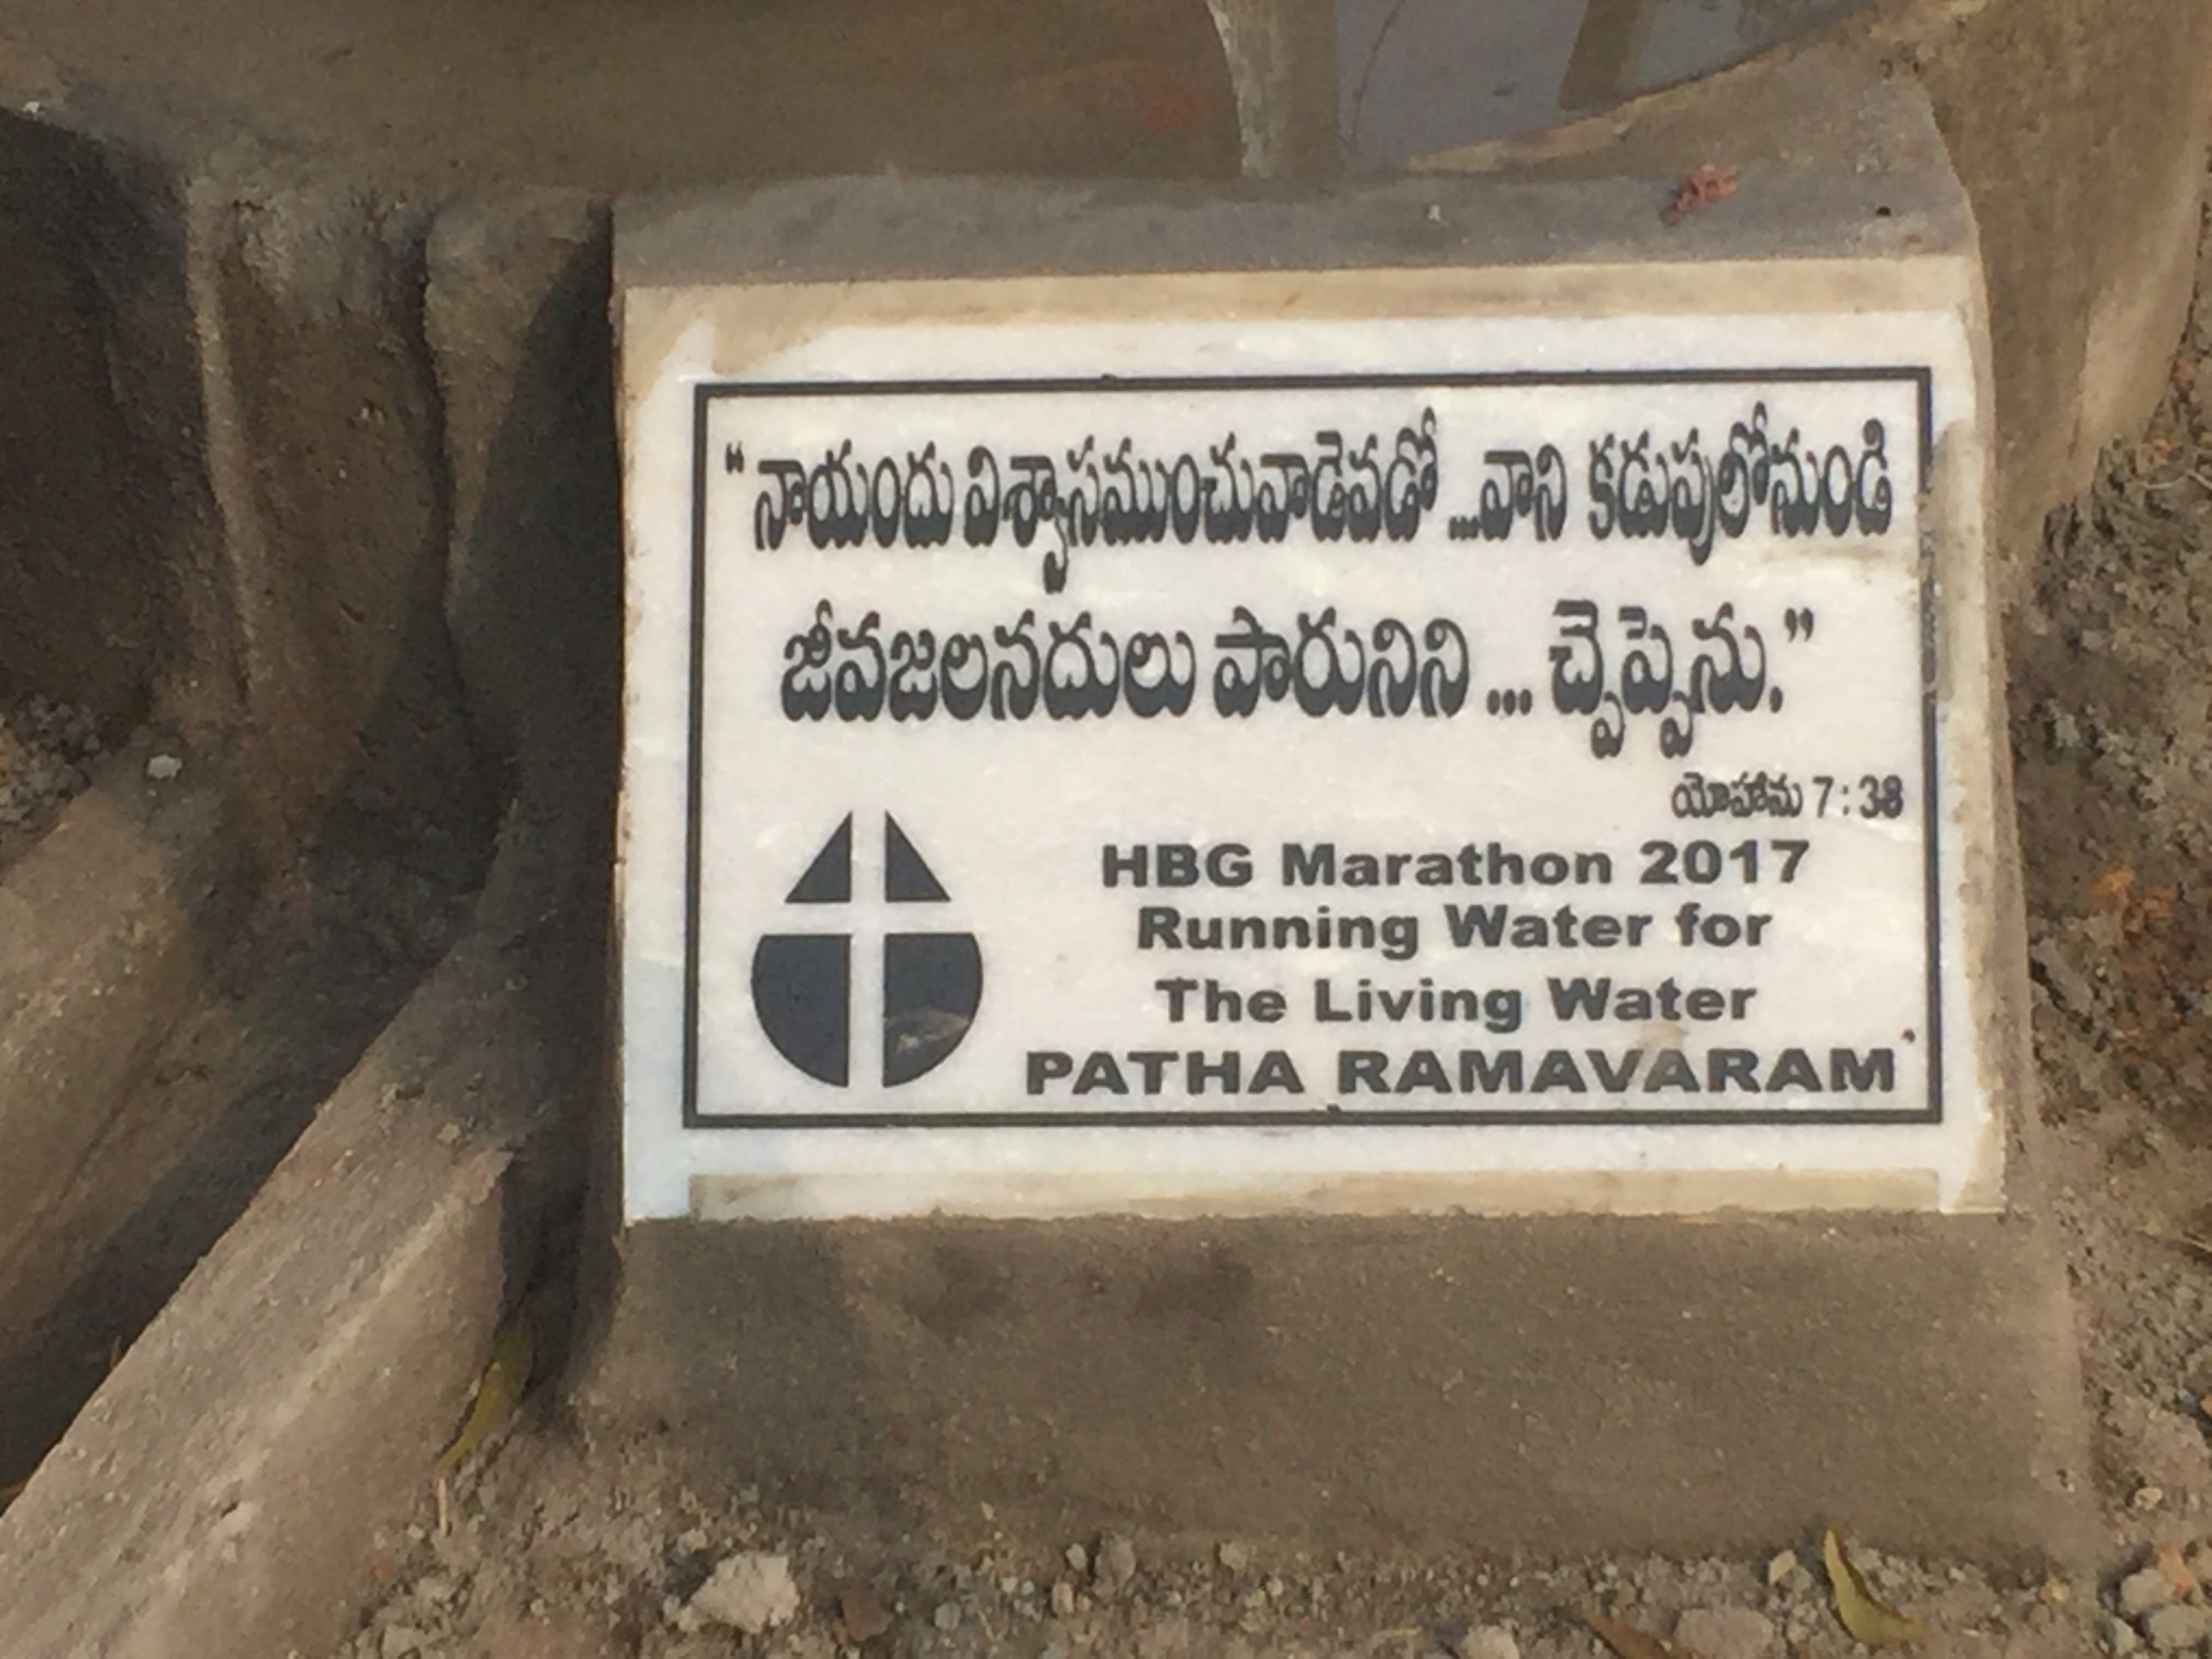 “నాయందు విశ్వాసముంచువాడెవడో ...వాని కడుపులోనుండి
జీవజలనదులు పారునిని ... చ్చెప్పెను.”
యోహాను 7:38
HBG Marathon 2017
Running Water for
The Living Water
PATHA RAMAVARAM